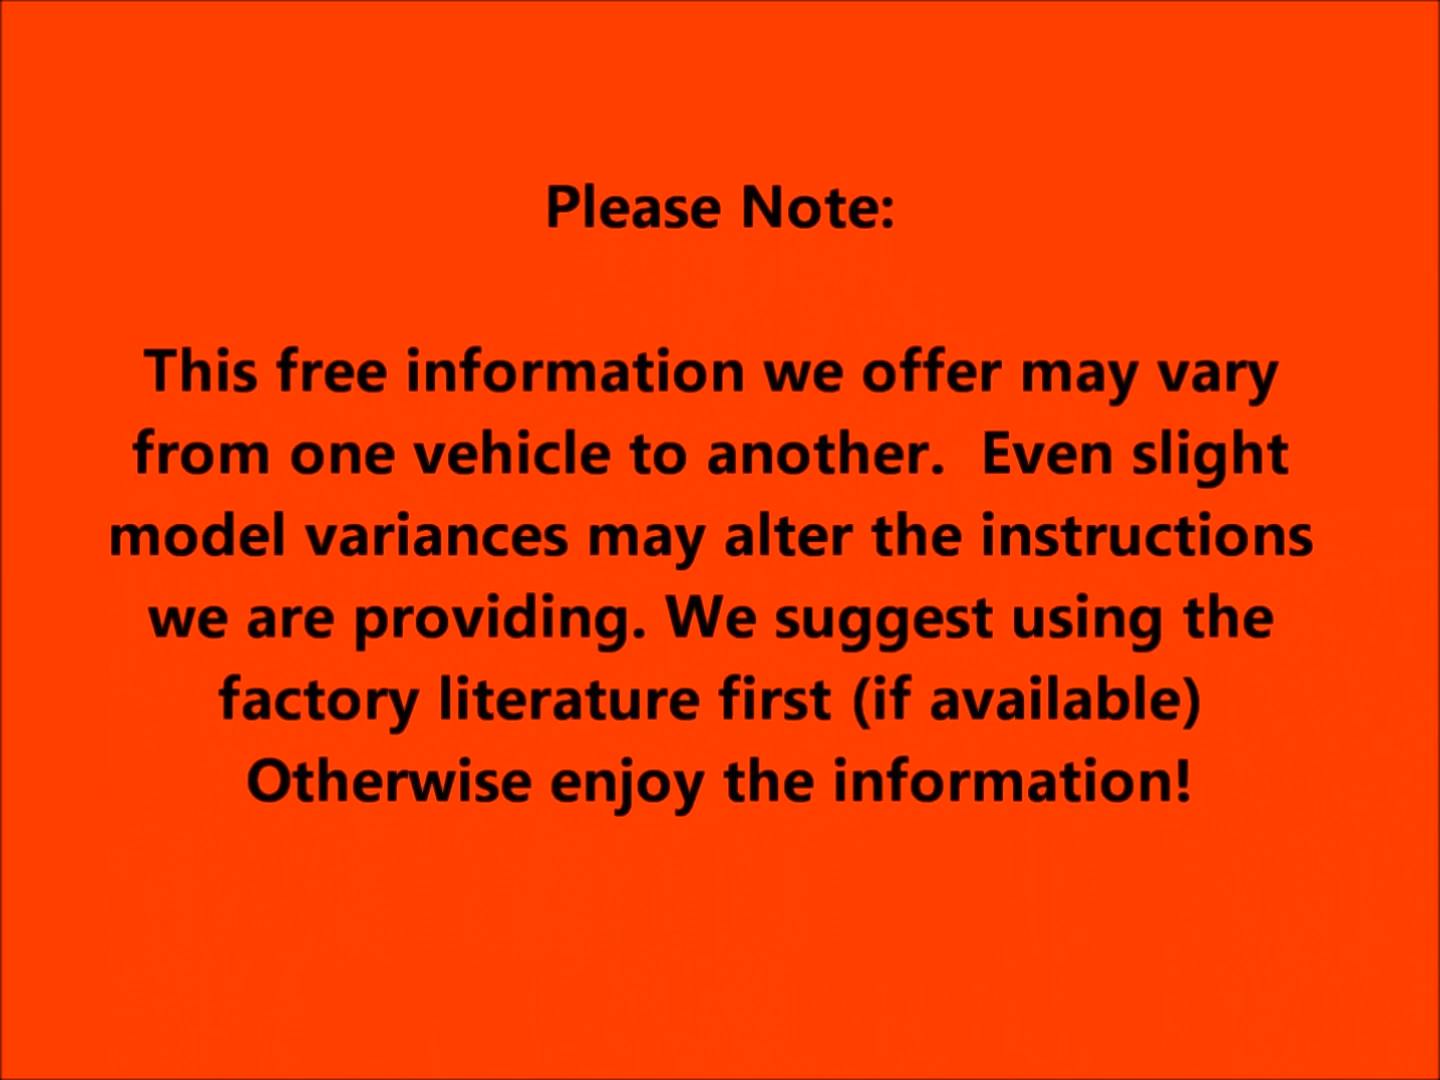 Please Note:
This free information we offer may vary
from one vehicle to another.  Even slight
model variances may alter the instructions
we are providing. We suggest using the
factory literature first (if available)
Otherwise enjoy the information!